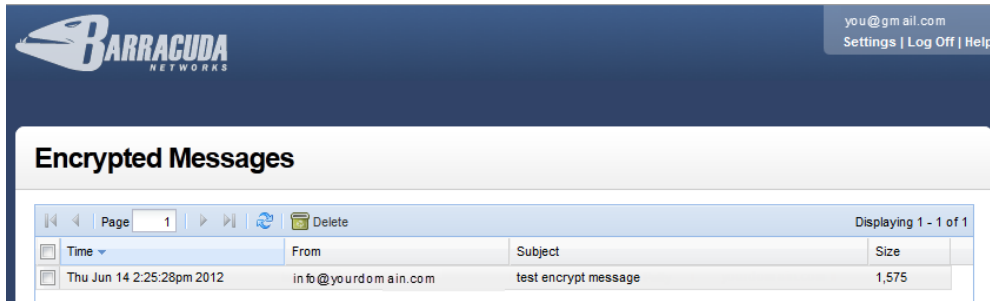 BARRACUDA
NETWORKS
you@gmail.com
Settings | Log Off | Help
Encrypted Messages
Page 1 Delete Displaying 1 - 1 of 1
Time From Subject Size
Thu Jun 14 2:25:28pm 2012 info@yourdomain.com test encrypt message 1,575